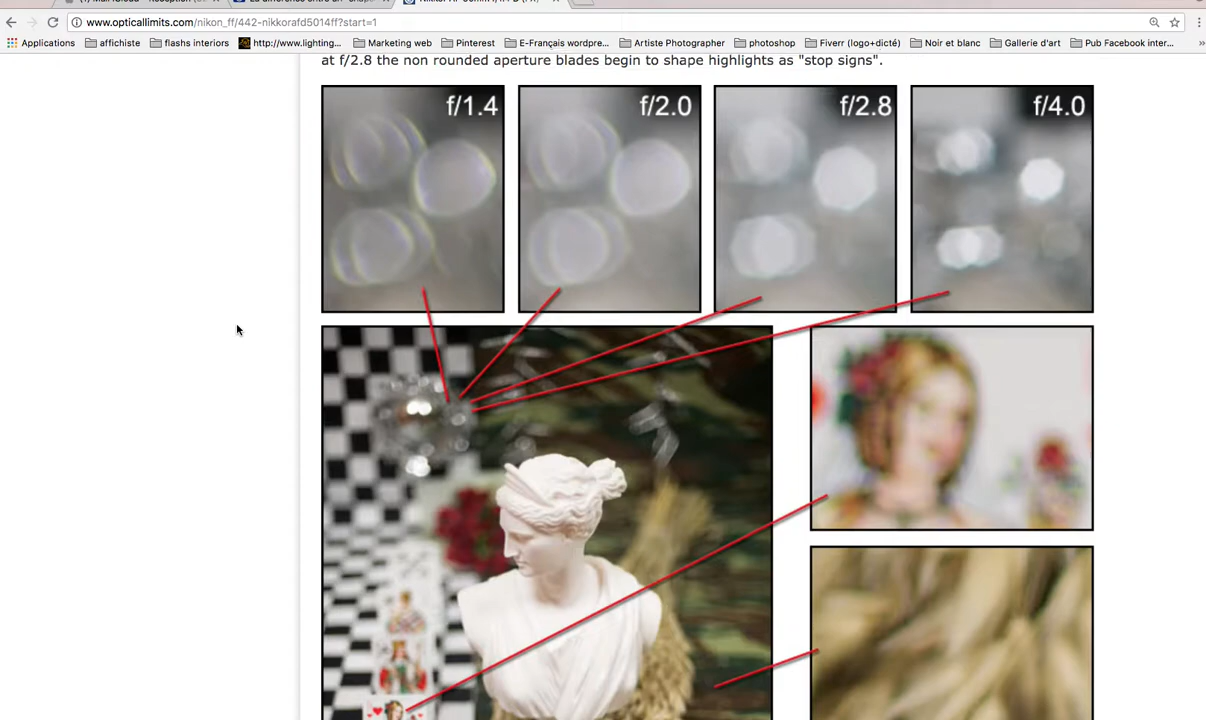 www.opticallimits.com/nikon_ff/442-nikkorafd5014ff?start=1
Applications affichiste flashs interiors http://www.lighting... Marketing web Pinterest E-Français wordpre... Artiste Photographer photoshop Fiverr (logo+dicté) Noir et blanc Gallerie d'art Pub Facebook inter... »
at f/2.8 the non rounded aperture blades begin to shape highlights as "stop signs".
f/1.4 f/2.0 f/2.8 f/4.0